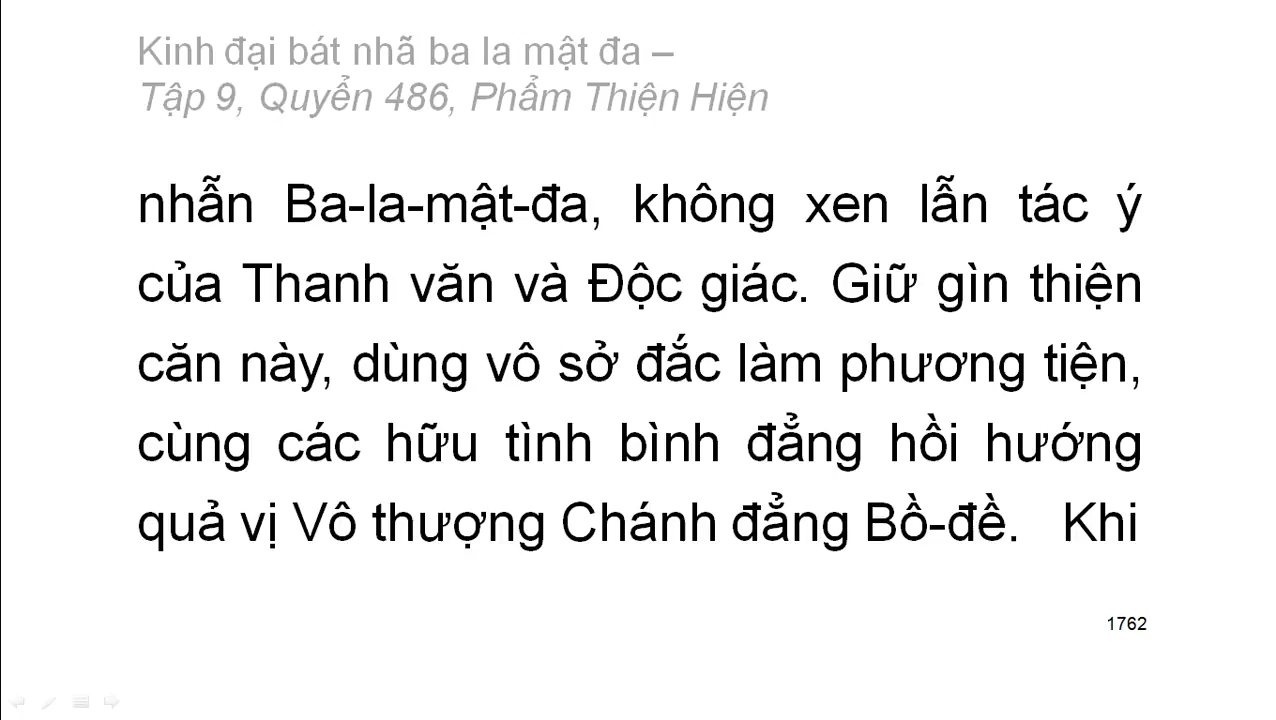 Kinh đại bát nhã ba la mật đa –
Tập 9, Quyển 486, Phẩm Thiện Hiện
nhẫn Ba-la-mật-đa, không xen lẫn tác ý
của Thanh văn và Độc giác. Giữ gìn thiện
căn này, dùng vô sở đắc làm phương tiện,
cùng các hữu tình bình đẳng hồi hướng
quả vị Vô thượng Chánh đẳng Bồ-đề. Khi
1762